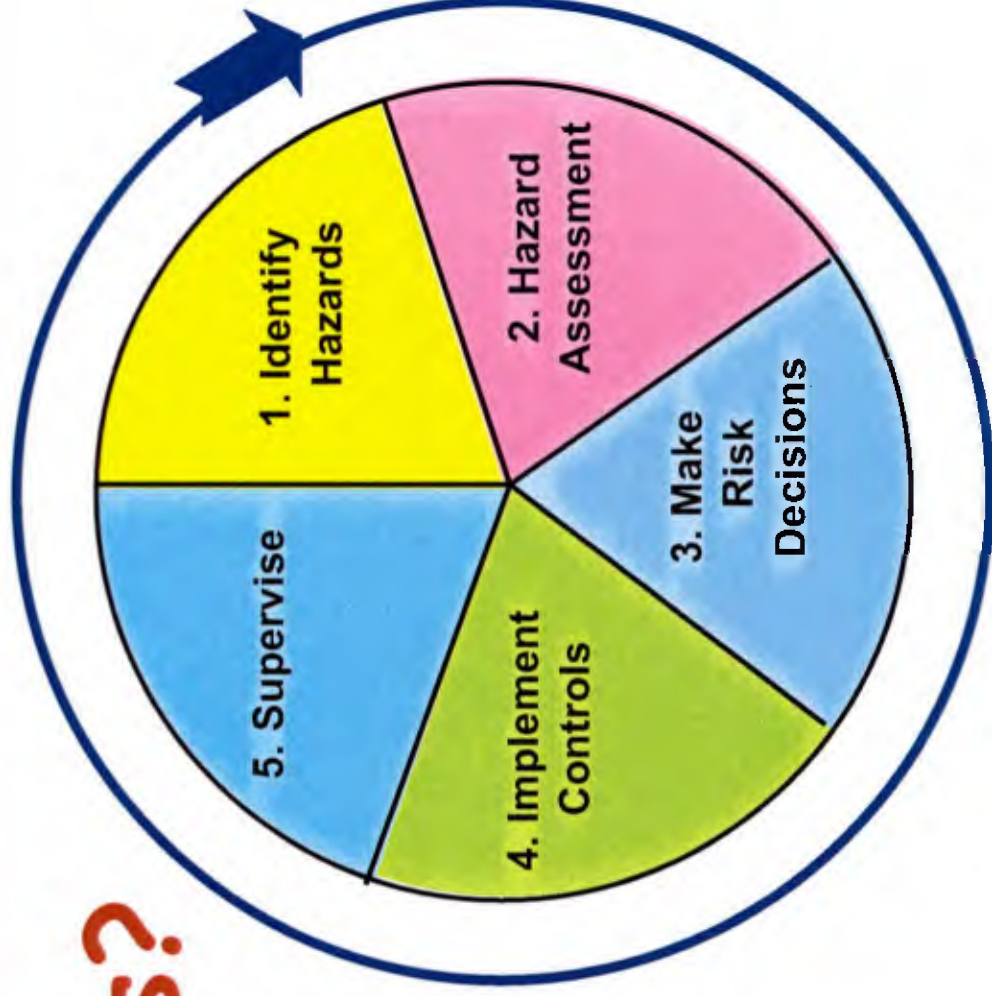 s?
1. Identify
Hazards
2. Hazard
Assessment
3. Make
Risk
Decisions
4. Implement
Controls
5. Supervise